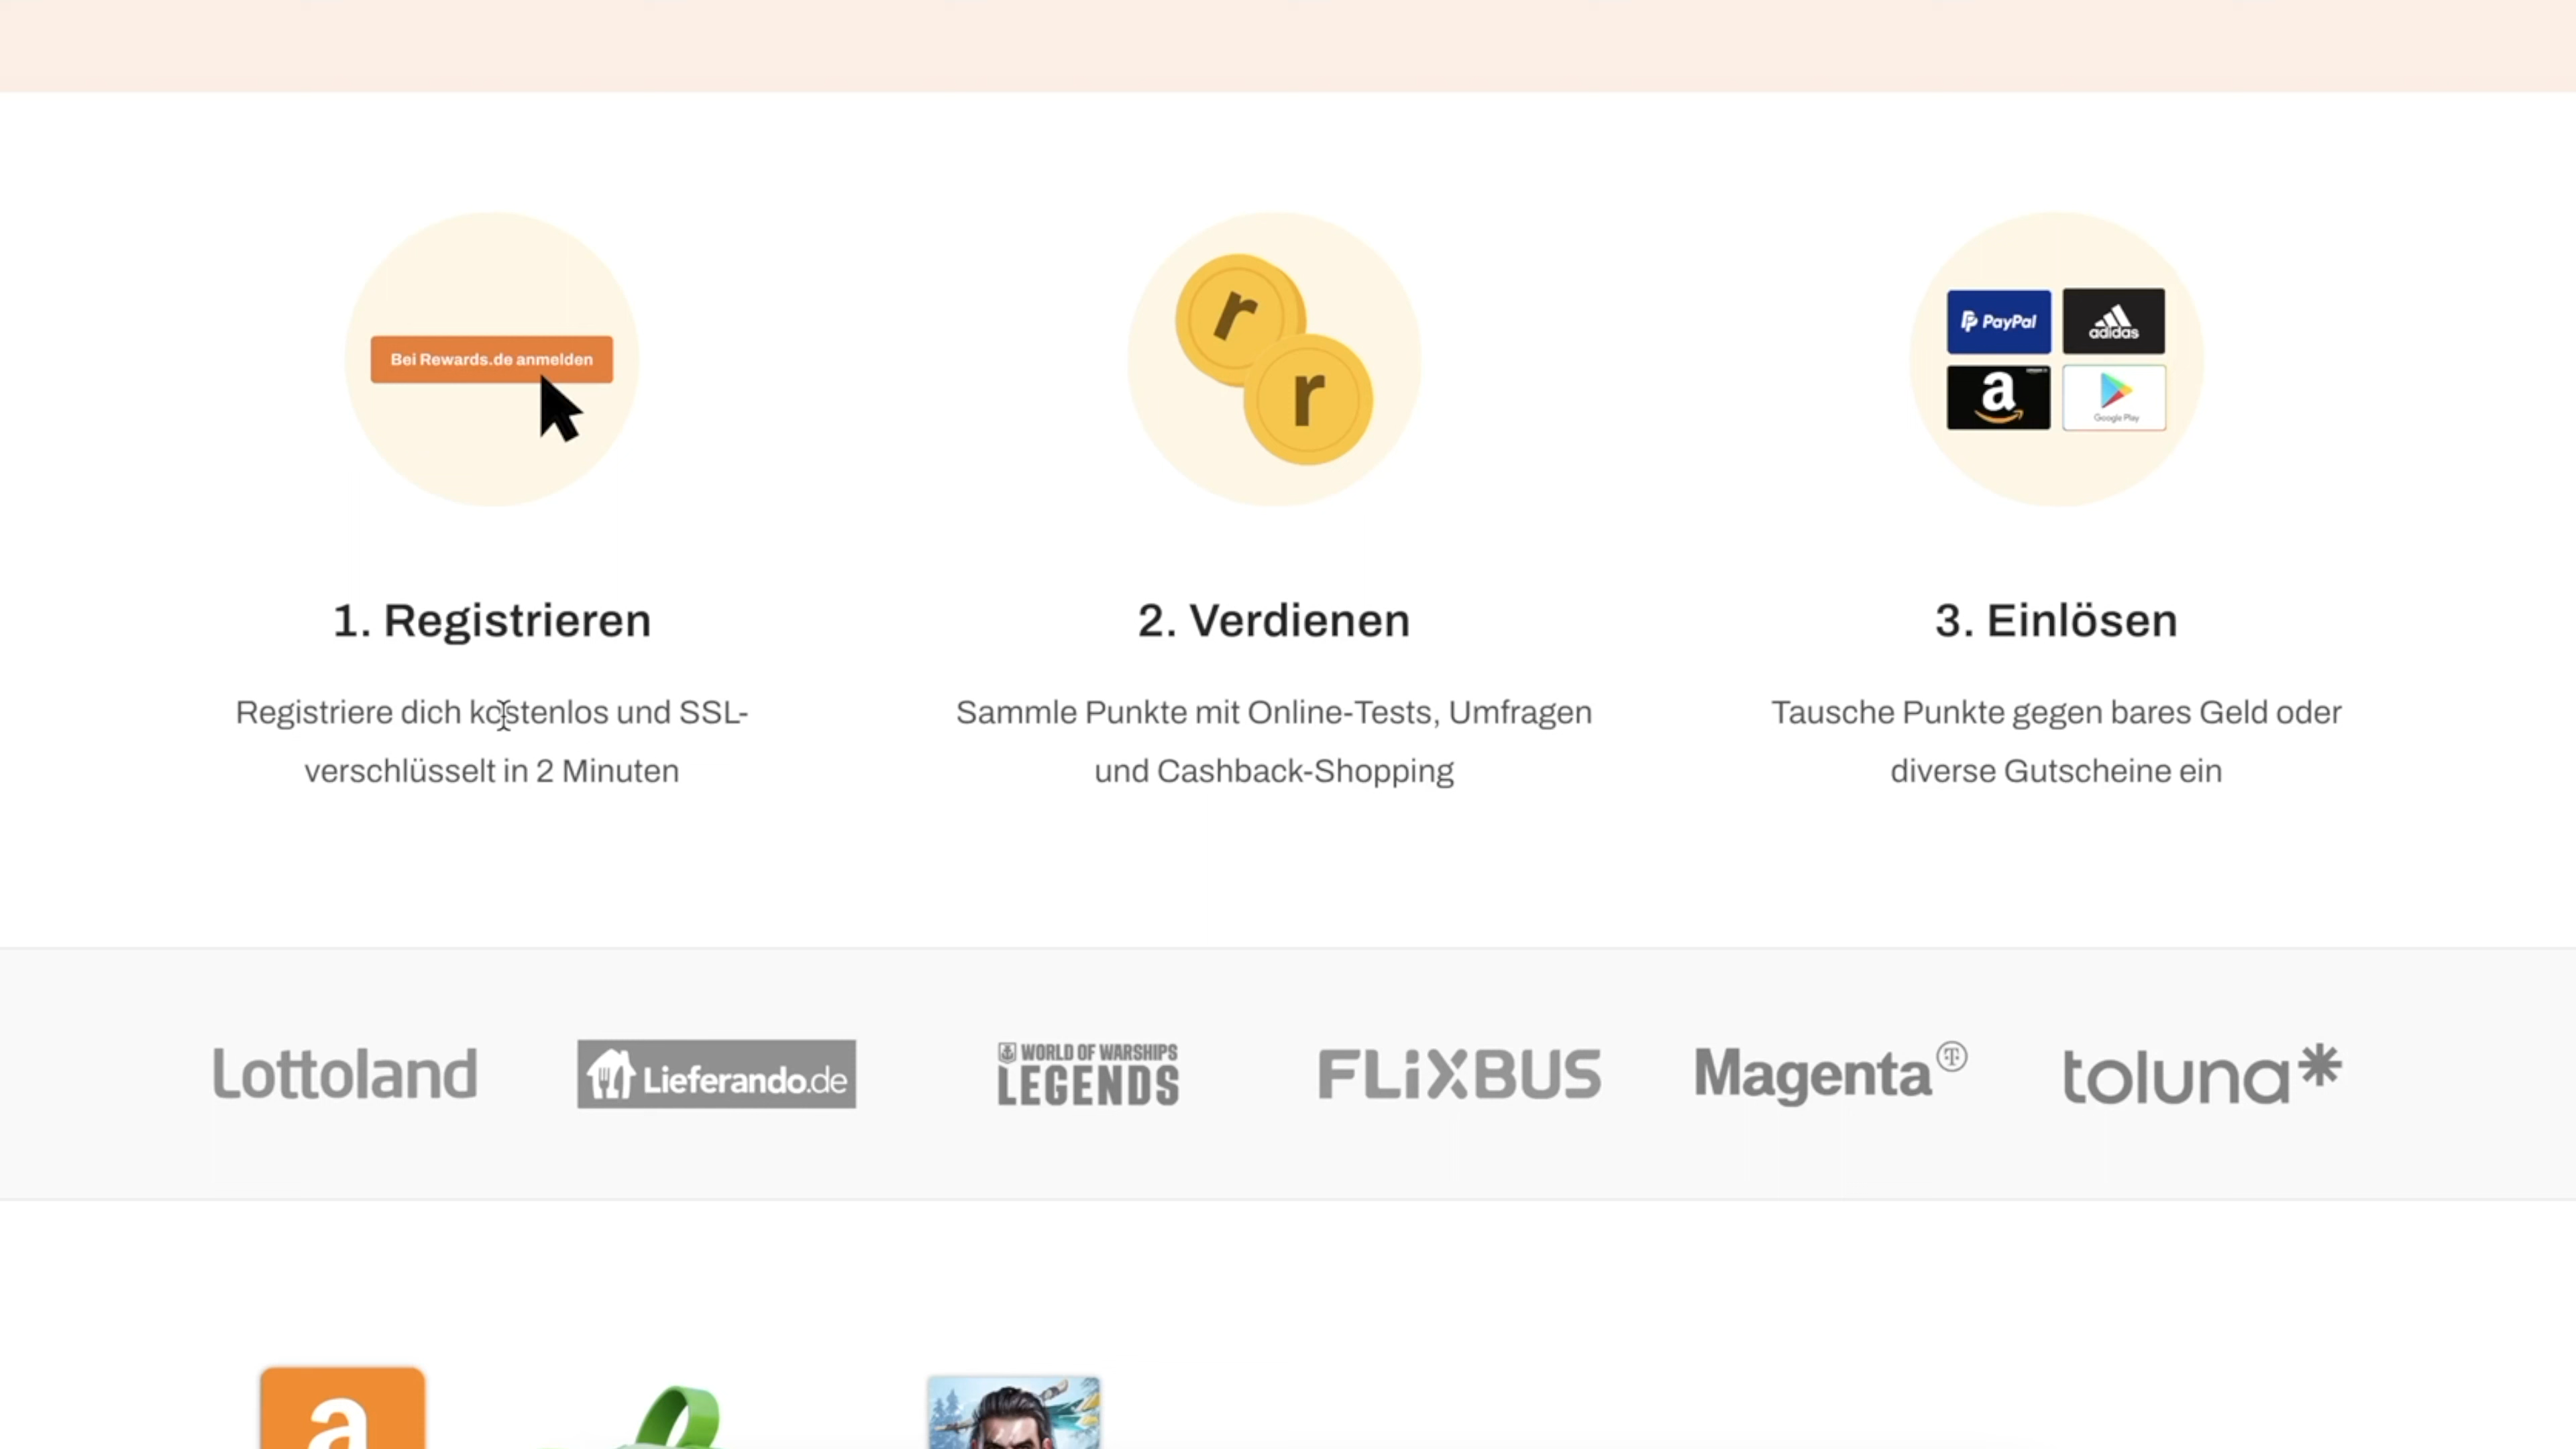 Bei Rewards.de anmelden
r
r
PayPal
adidas
a
Google Play
1. Registrieren
Registriere dich kostenlos und SSL-
verschlüsselt in 2 Minuten
2. Verdienen
Sammle Punkte mit Online-Tests, Umfragen
und Cashback-Shopping
3. Einlösen
Tausche Punkte gegen bares Geld oder
diverse Gutscheine ein
Lottoland
Lieferando.de
WORLD OF WARSHIPS
LEGENDS
FLiXBUS
Magenta T
toluna*
a